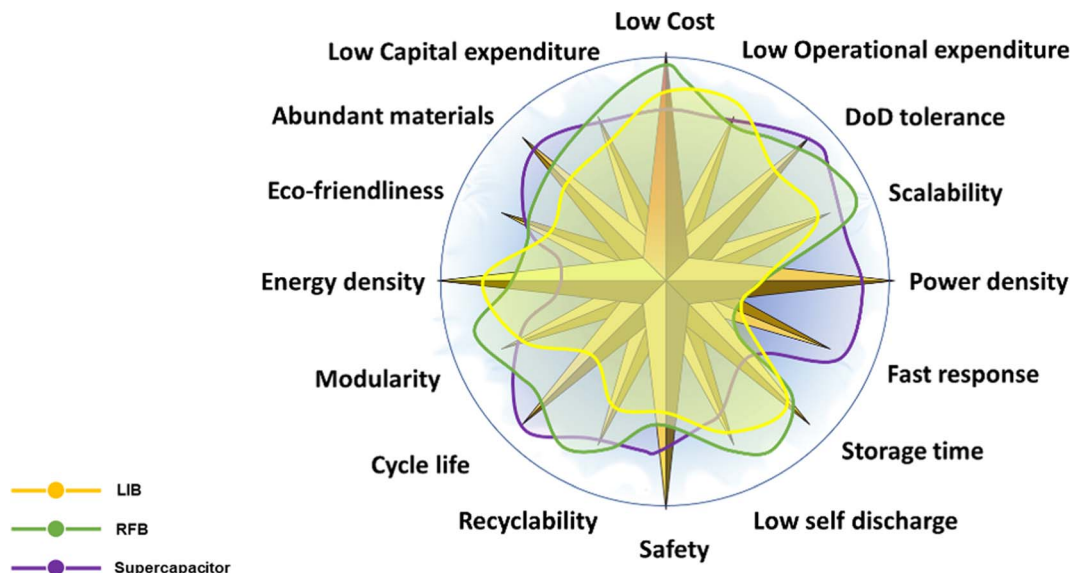 Low Cost
Low Capital expenditure
Low Operational expenditure
Abundant materials
DoD tolerance
Eco-friendliness
Scalability
Energy density
Power density
Modularity
Fast response
Cycle life
Storage time
Recyclability
Low self discharge
Safety
LIB
RFB
Supercapacitor